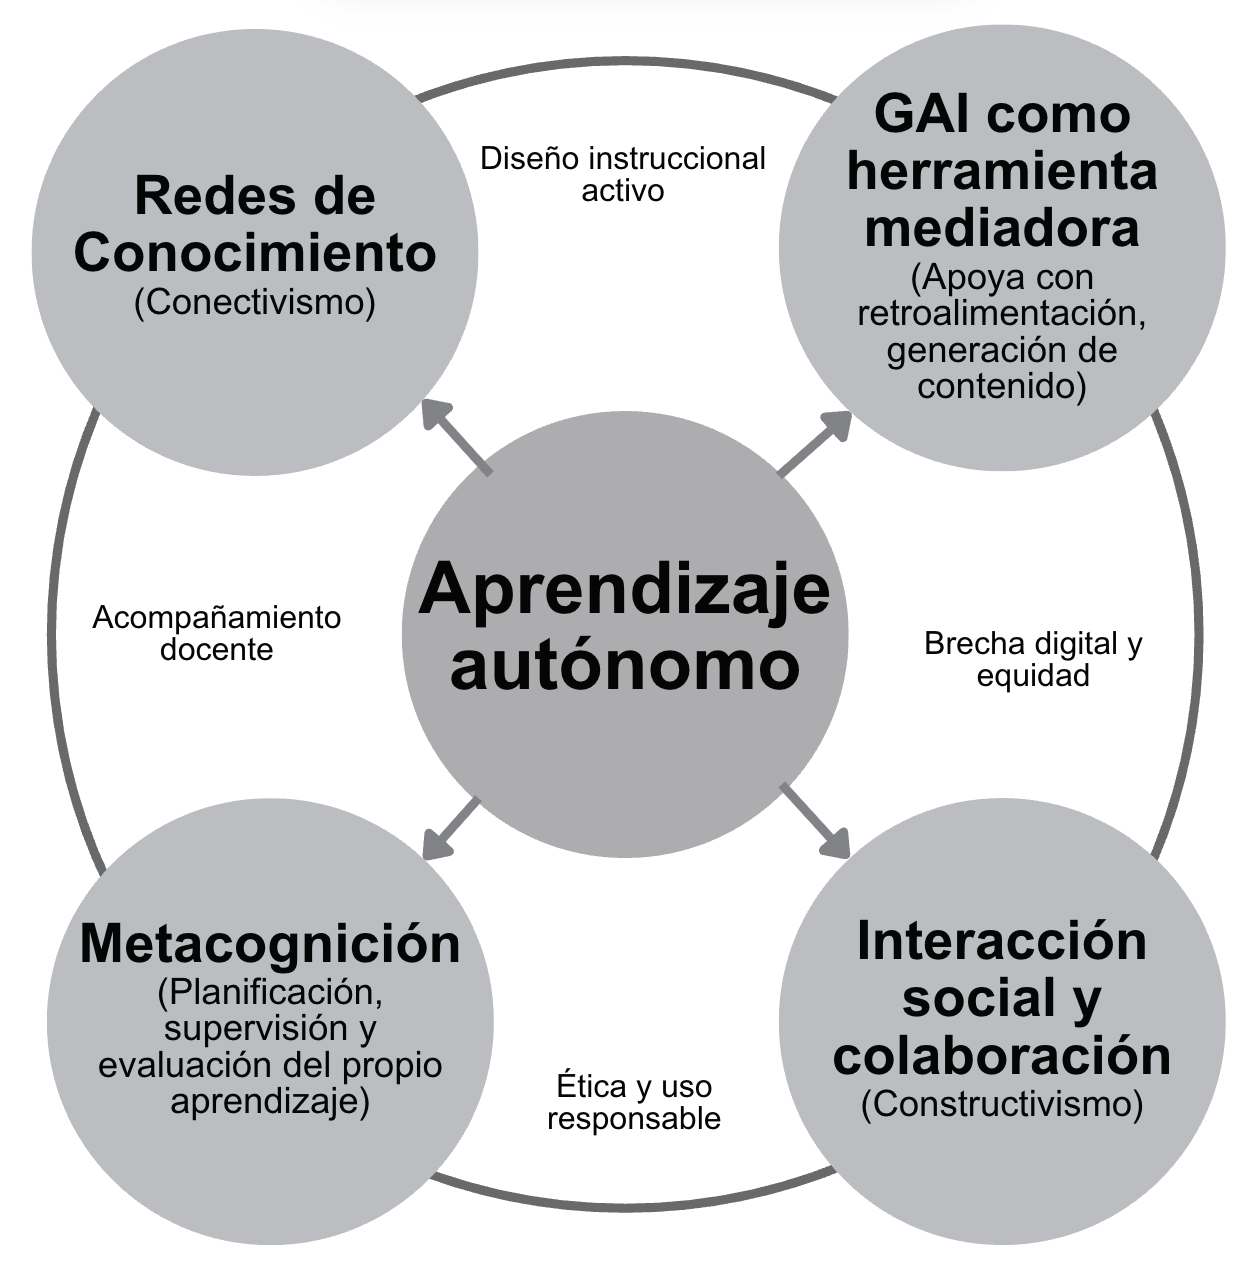 Redes de
Conocimiento
(Conectivismo)
Diseño instruccional
activo
GAI como
herramienta
mediadora
(Apoya con
retroalimentación,
generación de
contenido)
Acompañamiento
docente
Aprendizaje
autónomo
Brecha digital y
equidad
Metacognición
(Planificación,
supervisión y
evaluación del propio
aprendizaje)
Ética y uso
responsable
Interacción
social y
colaboración
(Constructivismo)